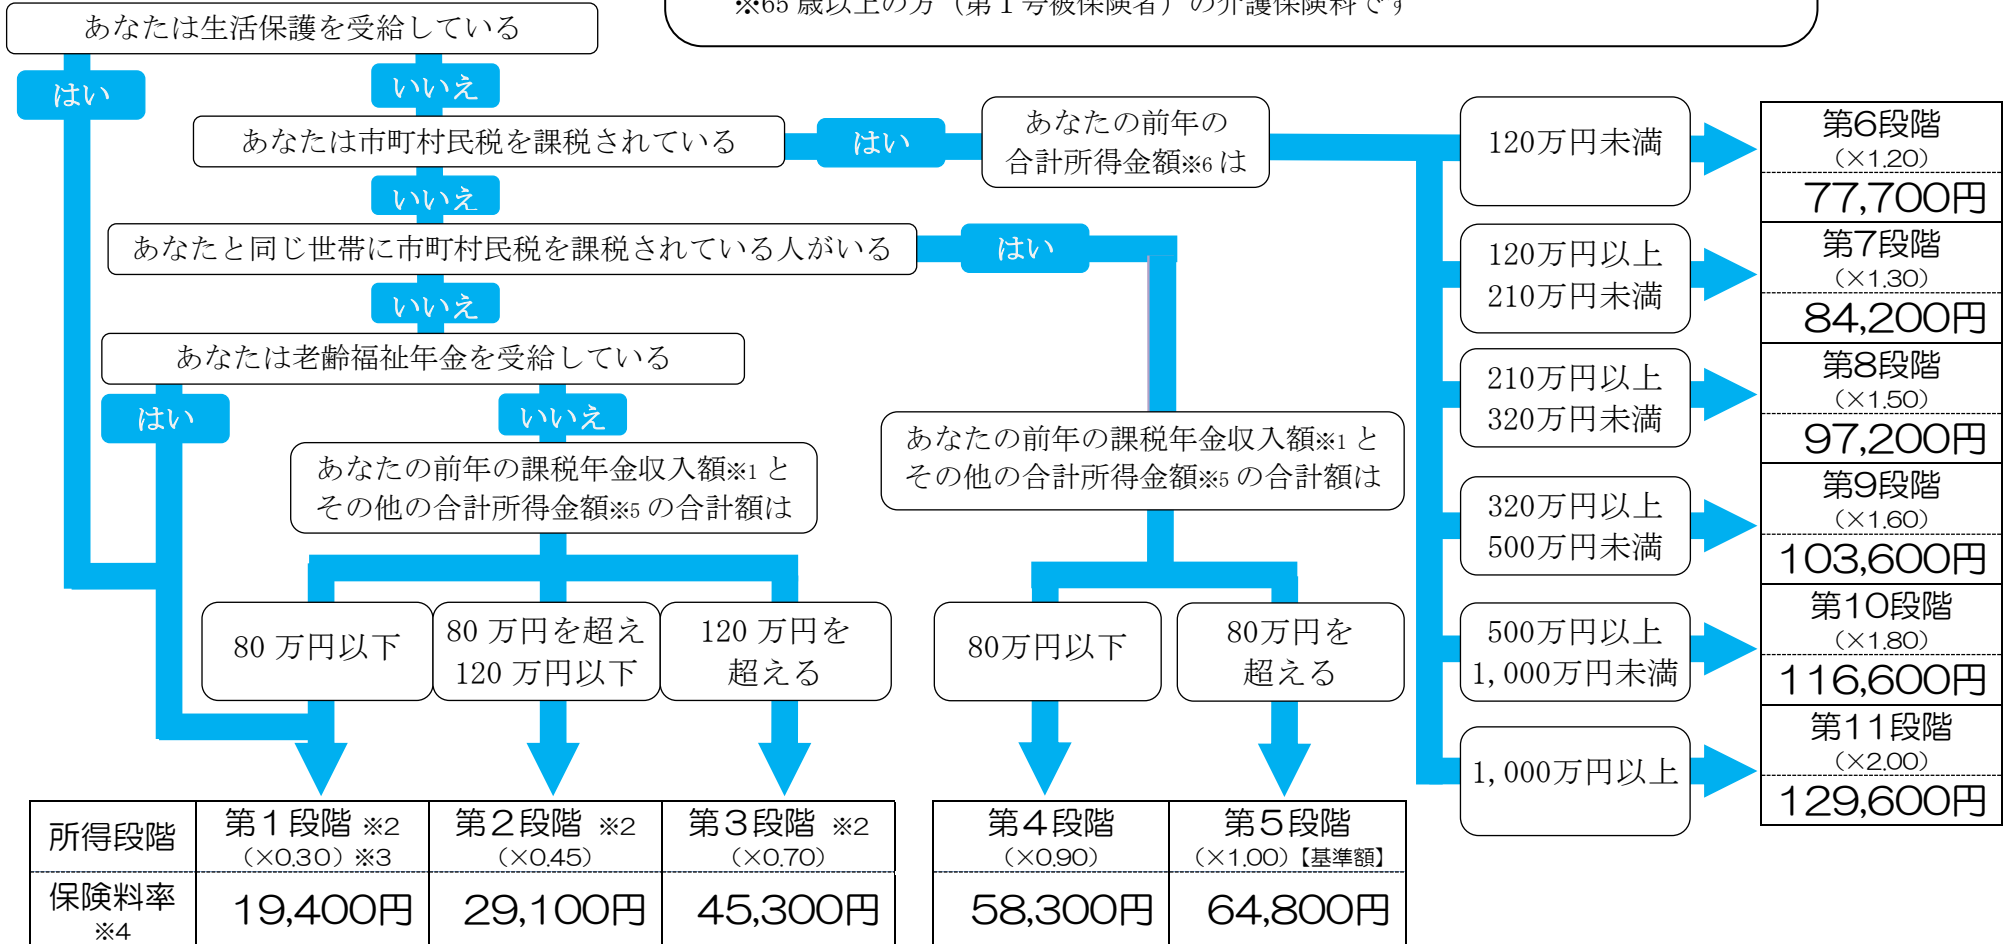 ※65歳以上の方（第１号被保険者）の介護保険料です
あなたは生活保護を受給している
はい
いいえ
あなたは市町村民税を課税されている
はい
あなたの前年の
合計所得金額※6 は
いいえ
あなたと同じ世帯に市町村民税を課税されている人がいる
はい
いいえ
あなたは老齢福祉年金を受給している
はい
いいえ
あなたの前年の課税年金収入額※1 と
その他の合計所得金額※5 の合計額は
あなたの前年の課税年金収入額※1 と
その他の合計所得金額※5 の合計額は
80 万円以下
80 万円を超え
120 万円以下
120 万円を
超える
80万円以下
80万円を
超える
120万円未満
120万円以上
210万円未満
210万円以上
320万円未満
320万円以上
500万円未満
500万円以上
1,000万円未満
1,000万円以上
第6段階
（×1.20）
77,700円
第7段階
（×1.30）
84,200円
第8段階
（×1.50）
97,200円
第9段階
（×1.60）
103,600円
第10段階
（×1.80）
116,600円
第11段階
（×2.00）
129,600円
所得段階
第１段階 ※2
（×0.30）※3
第２段階 ※2
（×0.45）
第３段階 ※2
（×0.70）
第４段階
（×0.90）
第５段階
（×1.00）【基準額】
保険料率
※4
19,400円
29,100円
45,300円
58,300円
64,800円